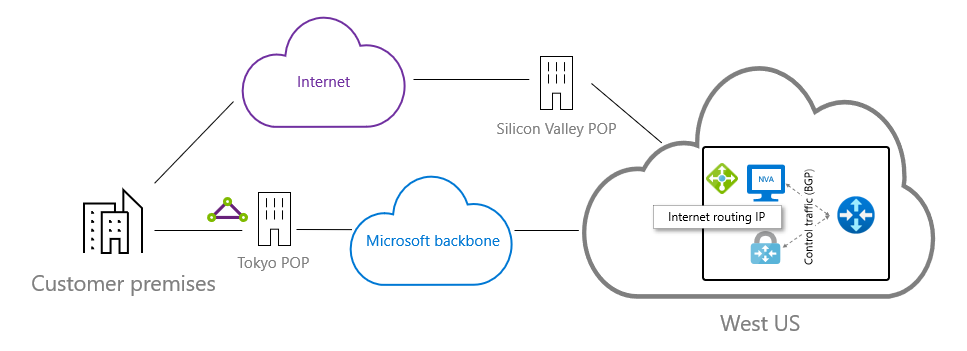 Internet
Silicon Valley POP
NVA
Internet routing IP
Control traffic (BGP)
Microsoft backbone
Tokyo POP
Customer premises
West US